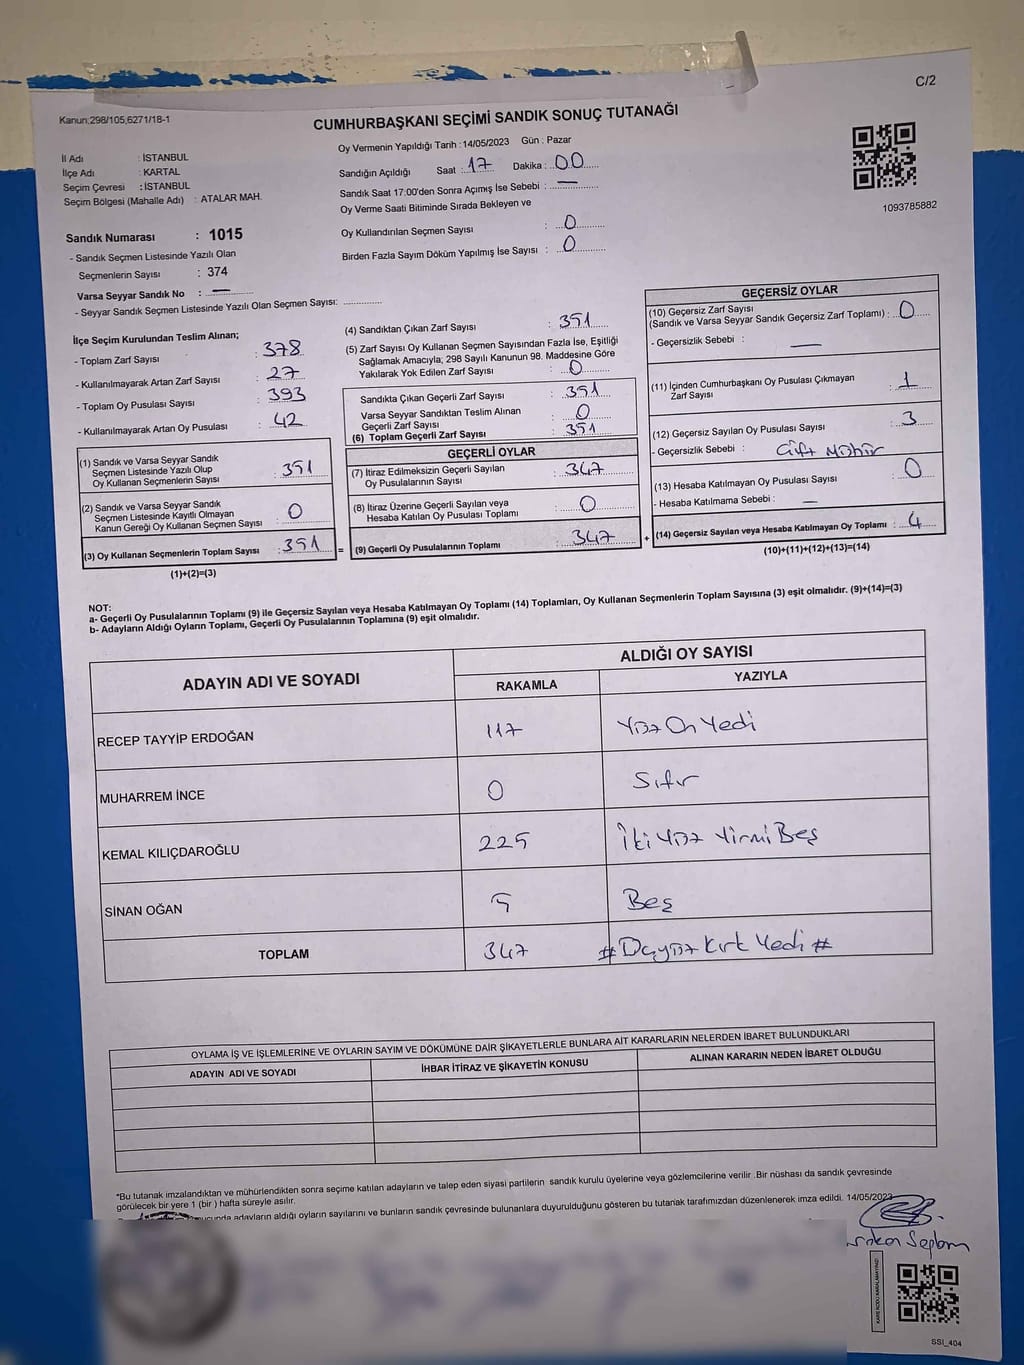 C/2
Kanun:298/105,6271/18-1
CUMHURBAŞKANI SEÇİMİ SANDIK SONUÇ TUTANAĞI
İl Adı : İSTANBUL
İlçe Adı : KARTAL
Seçim Çevresi : İSTANBUL
Seçim Bölgesi (Mahalle Adı) : ATALAR MAH.
Oy Vermenin Yapıldığı Tarih : 14/05/2023 Gün : Pazar
Sandığın Açıldığı Saat : 17 Dakika : 00
Sandık Saat 17:00'den Sonra Açımış İse Sebebi : —
Oy Verme Saati Bitiminde Sırada Bekleyen ve
Oy Kullandırılan Seçmen Sayısı : 0
Birden Fazla Sayım Döküm Yapılmış İse Sayısı : 0
1093785882
Sandık Numarası : 1015
- Sandık Seçmen Listesinde Yazılı Olan
Seçmenlerin Sayısı : 374
Varsa Seyyar Sandık No : —
- Seyyar Sandık Seçmen Listesinde Yazılı Olan Seçmen Sayısı: ............
İlçe Seçim Kurulundan Teslim Alınan;
- Toplam Zarf Sayısı : 378
- Kullanılmayarak Artan Zarf Sayısı : 27
- Toplam Oy Pusulası Sayısı : 393
- Kullanılmayarak Artan Oy Pusulası : 42
(1) Sandık ve Varsa Seyyar Sandık
Seçmen Listesinde Yazılı Olup
Oy Kullanan Seçmenlerin Sayısı : 351
(2) Sandık ve Varsa Seyyar Sandık
Seçmen Listesinde Kayıtlı Olmayan
Kanun Gereği Oy Kullanan Seçmen Sayısı : 0
(3) Oy Kullanan Seçmenlerin Toplam Sayısı : 351 =
(1)+(2)=(3)
(4) Sandıktan Çıkan Zarf Sayısı : 351
(5) Zarf Sayısı Oy Kullanan Seçmen Sayısından Fazla İse, Eşitliği
Sağlamak Amacıyla; 298 Sayılı Kanunun 98. Maddesine Göre
Yakılarak Yok Edilen Zarf Sayısı : 0
Sandıkta Çıkan Geçerli Zarf Sayısı : 351
Varsa Seyyar Sandıktan Teslim Alınan
Geçerli Zarf Sayısı : 0
(6) Toplam Geçerli Zarf Sayısı : 351
GEÇERLİ OYLAR
(7) İtiraz Edilmeksizin Geçerli Sayılan
Oy Pusulalarının Sayısı : 347
(8) İtiraz Üzerine Geçerli Sayılan veya
Hesaba Katılan Oy Pusulası Toplamı : 0
(9) Geçerli Oy Pusulalarının Toplamı : 347 +
GEÇERSİZ OYLAR
(10) Geçersiz Zarf Sayısı
(Sandık ve Varsa Seyyar Sandık Geçersiz Zarf Toplamı) : 0
- Geçersizlik Sebebi : —
(11) İçinden Cumhurbaşkanı Oy Pusulası Çıkmayan
Zarf Sayısı : 1
(12) Geçersiz Sayılan Oy Pusulası Sayısı : 3
- Geçersizlik Sebebi : Çift Mühür
(13) Hesaba Katılmayan Oy Pusulası Sayısı : 0
- Hesaba Katılmama Sebebi : —
(14) Geçersiz Sayılan veya Hesaba Katılmayan Oy Toplamı : 4
(10)+(11)+(12)+(13)=(14)
NOT:
a- Geçerli Oy Pusulalarının Toplamı (9) ile Geçersiz Sayılan veya Hesaba Katılmayan Oy Toplamı (14) Toplamları, Oy Kullanan Seçmenlerin Toplam Sayısına (3) eşit olmalıdır. (9)+(14)=(3)
b- Adayların Aldığı Oyların Toplamı, Geçerli Oy Pusulalarının Toplamına (9) eşit olmalıdır.
ADAYIN ADI VE SOYADI ALDIĞI OY SAYISI
RAKAMLA YAZIYLA
RECEP TAYYİP ERDOĞAN 117 Yüz On Yedi
MUHARREM İNCE 0 Sıfır
KEMAL KILIÇDAROĞLU 225 İki Yüz Yirmi Beş
SİNAN OĞAN 5 Beş
TOPLAM 347 # Üçyüz Kırk Yedi #
OYLAMA İŞ VE İŞLEMLERİNE VE OYLARIN SAYIM VE DÖKÜMÜNE DAİR ŞİKAYETLERLE BUNLARA AİT KARARLARIN NELERDEN İBARET BULUNDUKLARI
ADAYIN ADI VE SOYADI İHBAR İTİRAZ VE ŞİKAYETİN KONUSU ALINAN KARARIN NEDEN İBARET OLDUĞU
*Bu tutanak imzalandıktan ve mühürlendikten sonra seçime katılan adayların ve talep eden siyasi partilerin sandık kurulu üyelerine veya gözlemcilerine verilir. Bir nüshası da sandık çevresinde
görülecek bir yere 1 (bir ) hafta süreyle asılır.
adayların aldığı oyların sayılarını ve bunların sandık çevresinde bulunanlara duyurulduğunu gösteren bu tutanak tarafımızdan düzenlenerek imza edildi. 14/05/2023
KARE KODU KARALAMAYINIZ!
SSI_404